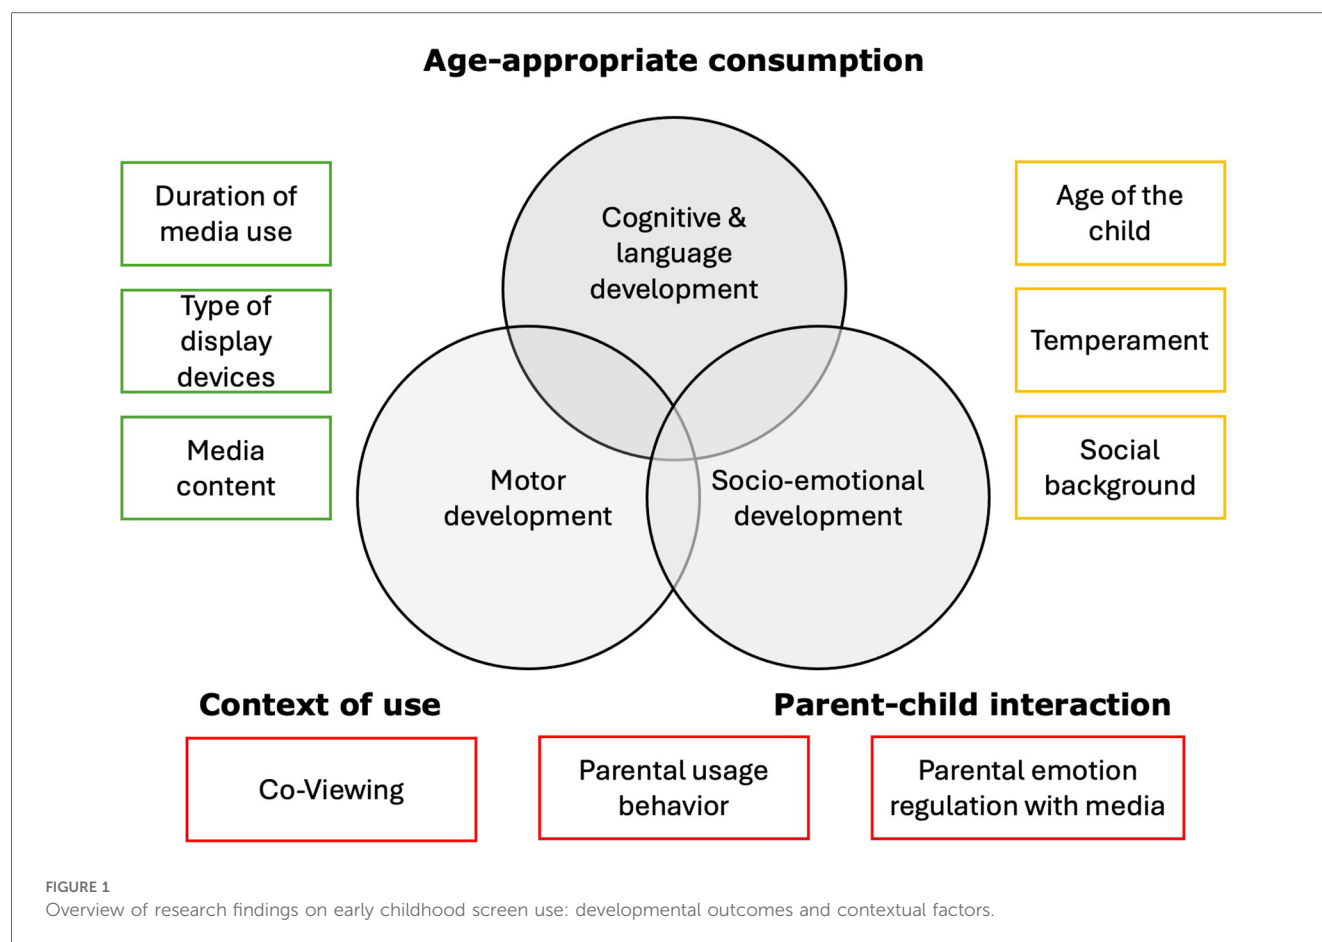 Age-appropriate consumption
Duration of
media use
Type of
display
devices
Media
content
Cognitive &
language
development
Motor
development
Socio-emotional
development
Age of the
child
Temperament
Social
background
Context of use
Parent-child interaction
Co-Viewing
Parental usage
behavior
Parental emotion
regulation with media
FIGURE 1
Overview of research findings on early childhood screen use: developmental outcomes and contextual factors.